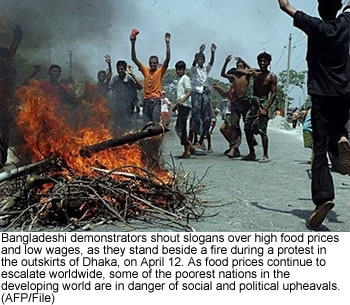 Bangladeshi demonstrators shout slogans over high food prices
and low wages, as they stand beside a fire during a protest in
the outskirts of Dhaka, on April 12. As food prices continue to
escalate worldwide, some of the poorest nations in the
developing world are in danger of social and political upheavals.
(AFP/File)